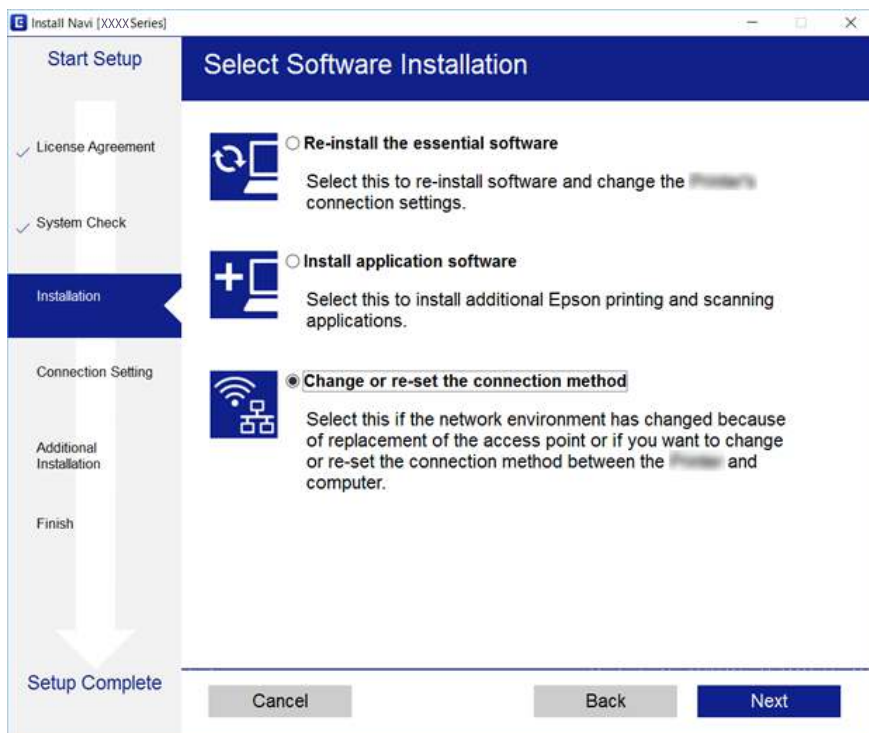 E Install Navi [XXXXSeries]
Start Setup
License Agreement
System Check
Installation
Connection Setting
Additional
Installation
Finish
Setup Complete
Select Software Installation
Re-install the essential software
Select this to re-install software and change the
connection settings.
Install application software
Select this to install additional Epson printing and scanning
applications.
Change or re-set the connection method
Select this if the network environment has changed because
of replacement of the access point or if you want to change
or re-set the connection method between the and
computer.
Cancel
Back
Next